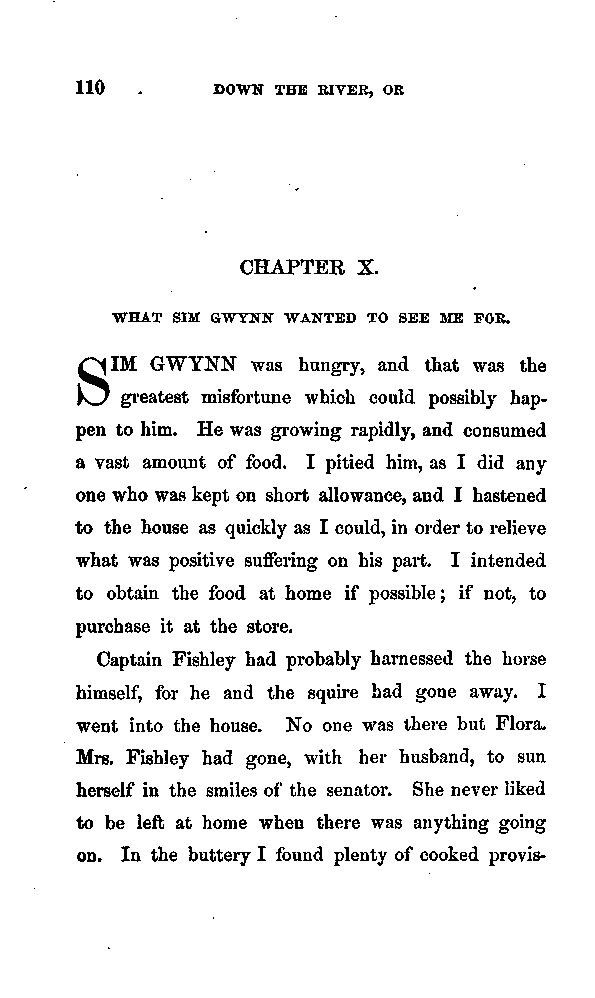 110 DOWN THE RIVER, OR
CHAPTER X.
WHAT SIM GWYNN WANTED TO SEE ME FOR.
SIM GWYNN was hungry, and that was the
greatest misfortune which could possibly hap-
pen to him. He was growing rapidly, and consumed
a vast amount of food. I pitied him, as I did any
one who was kept on short allowance, and I hastened
to the house as quickly as I could, in order to relieve
what was positive suffering on his part. I intended
to obtain the food at home if possible; if not, to
purchase it at the store.
Captain Fishley had probably harnessed the horse
himself, for he and the squire had gone away. I
went into the house. No one was there but Flora.
Mrs. Fishley had gone, with her husband, to sun
herself in the smiles of the senator. She never liked
to be left at home when there was anything going
on. In the buttery I found plenty of cooked provis-